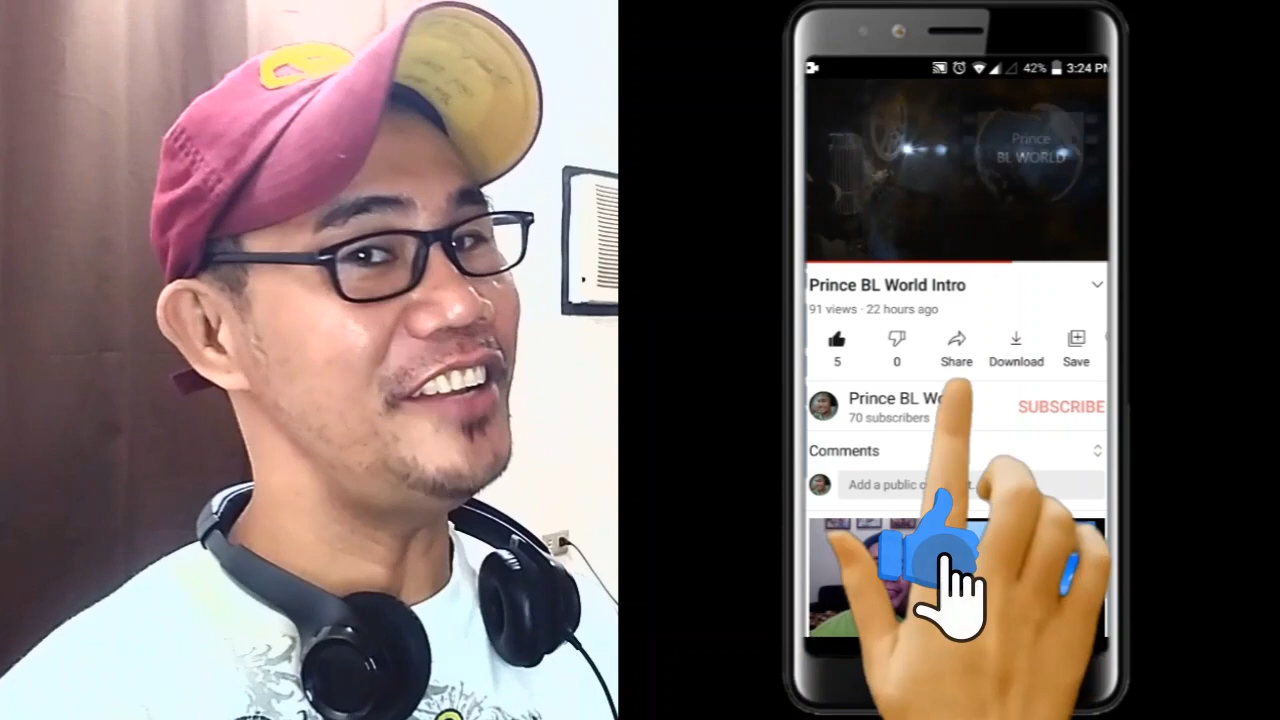 42% 3:24 PM
Prince
BL WORLD
Prince BL World Intro
91 views · 22 hours ago
5 0 Share Download Save
Prince BL
SUBSCRIBE
70 subscribers
Comments
Add a public